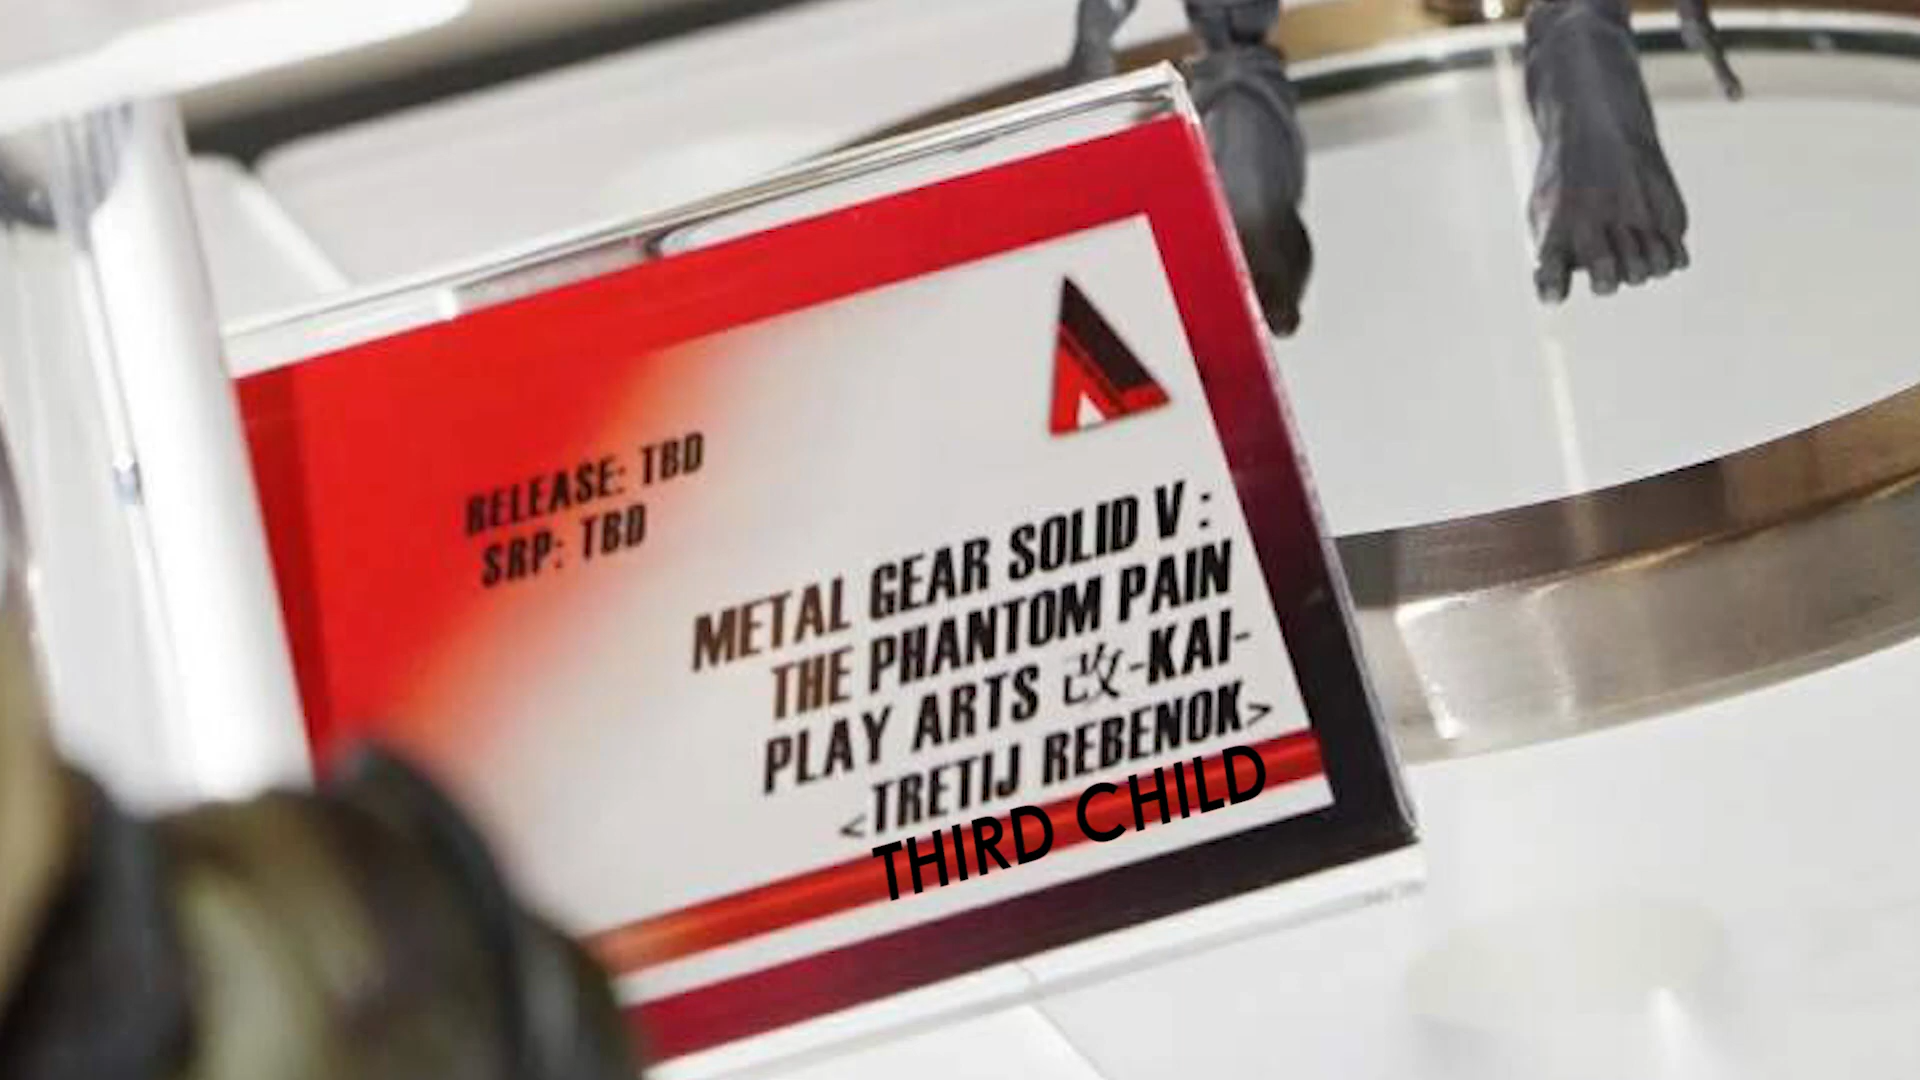 RELEASE: TBD
SRP: TBD
METAL GEAR SOLID V :
THE PHANTOM PAIN
PLAY ARTS 改-KAI-
<TRETIJ REBENOK>
THIRD CHILD